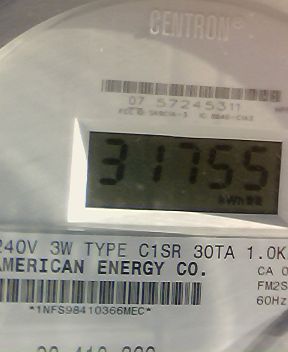 CENTRON®
07 57245311
31755
kWh
240V 3W TYPE C1SR 30TA 1.0K
AMERICAN ENERGY CO.
CA 0
FM2S
60Hz
*1NFS98410366MEC*